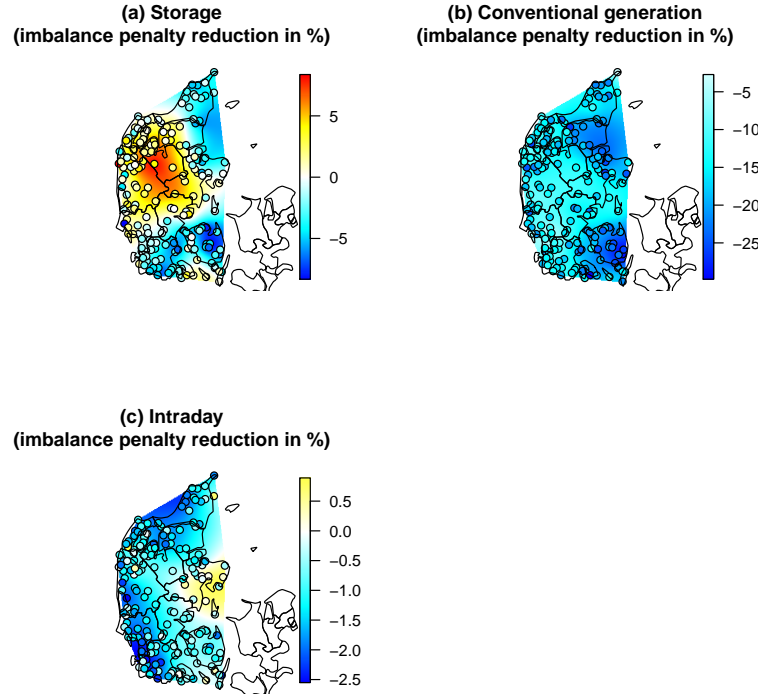 (a) Storage
(imbalance penalty reduction in %)
5
0
−5
(b) Conventional generation
(imbalance penalty reduction in %)
−5
−10
−15
−20
−25
(c) Intraday
(imbalance penalty reduction in %)
0.5
0.0
−0.5
−1.0
−1.5
−2.0
−2.5